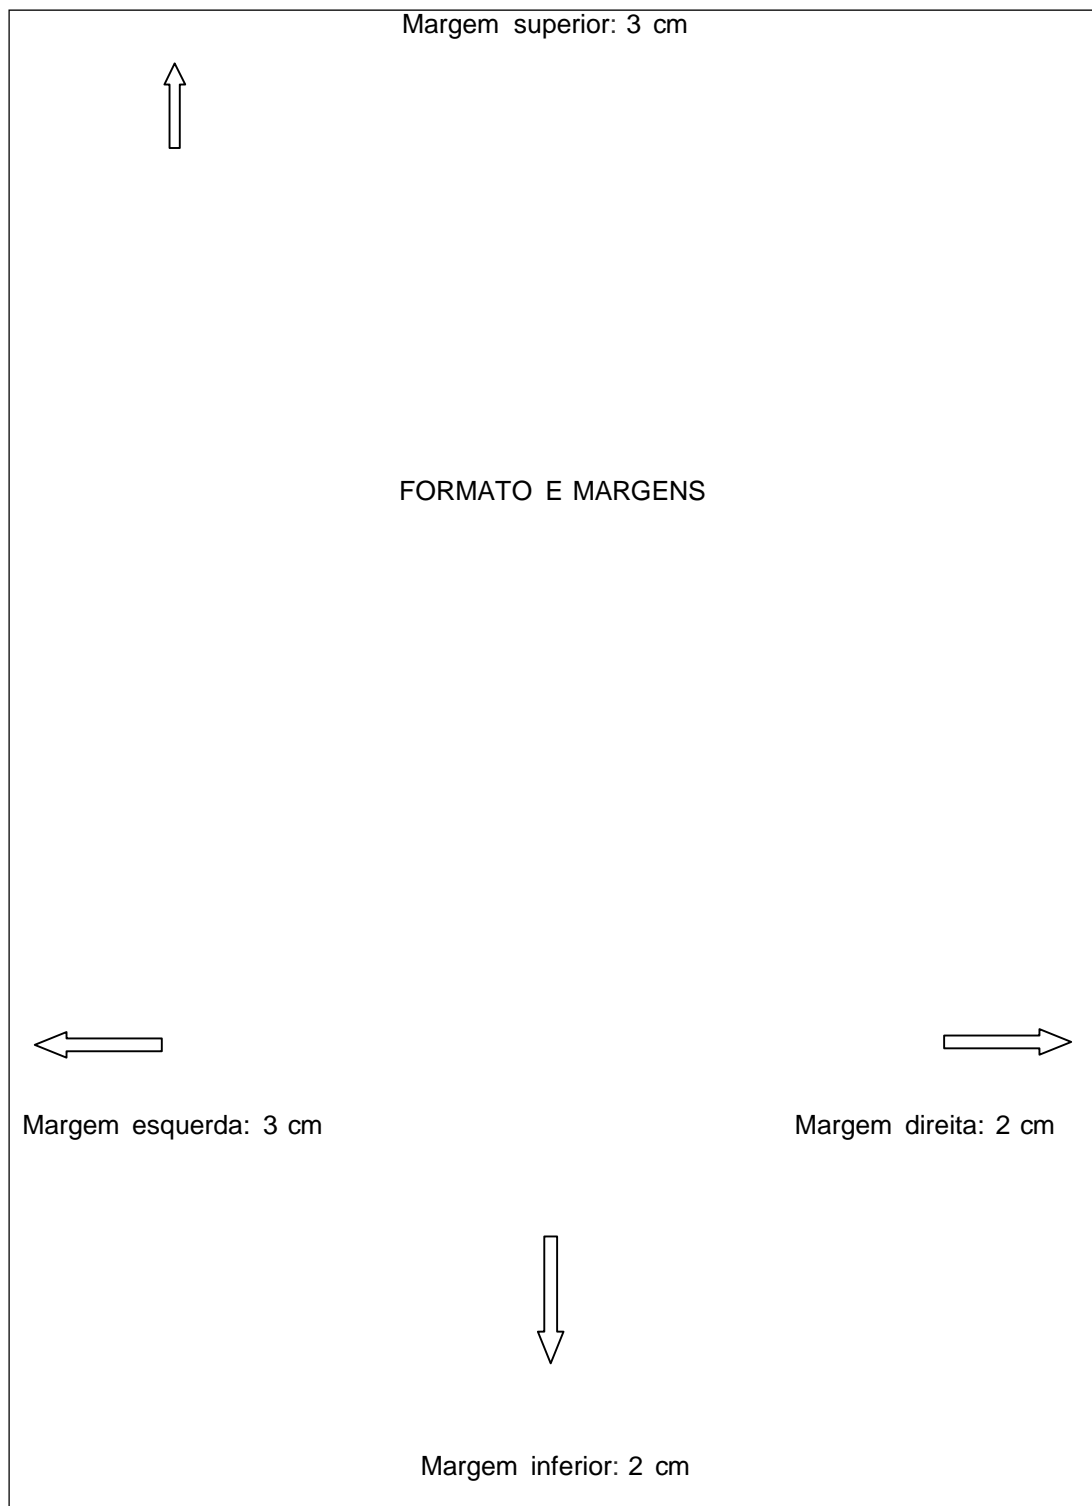 Margem superior: 3 cm
FORMATO E MARGENS
Margem esquerda: 3 cm
Margem direita: 2 cm
Margem inferior: 2 cm